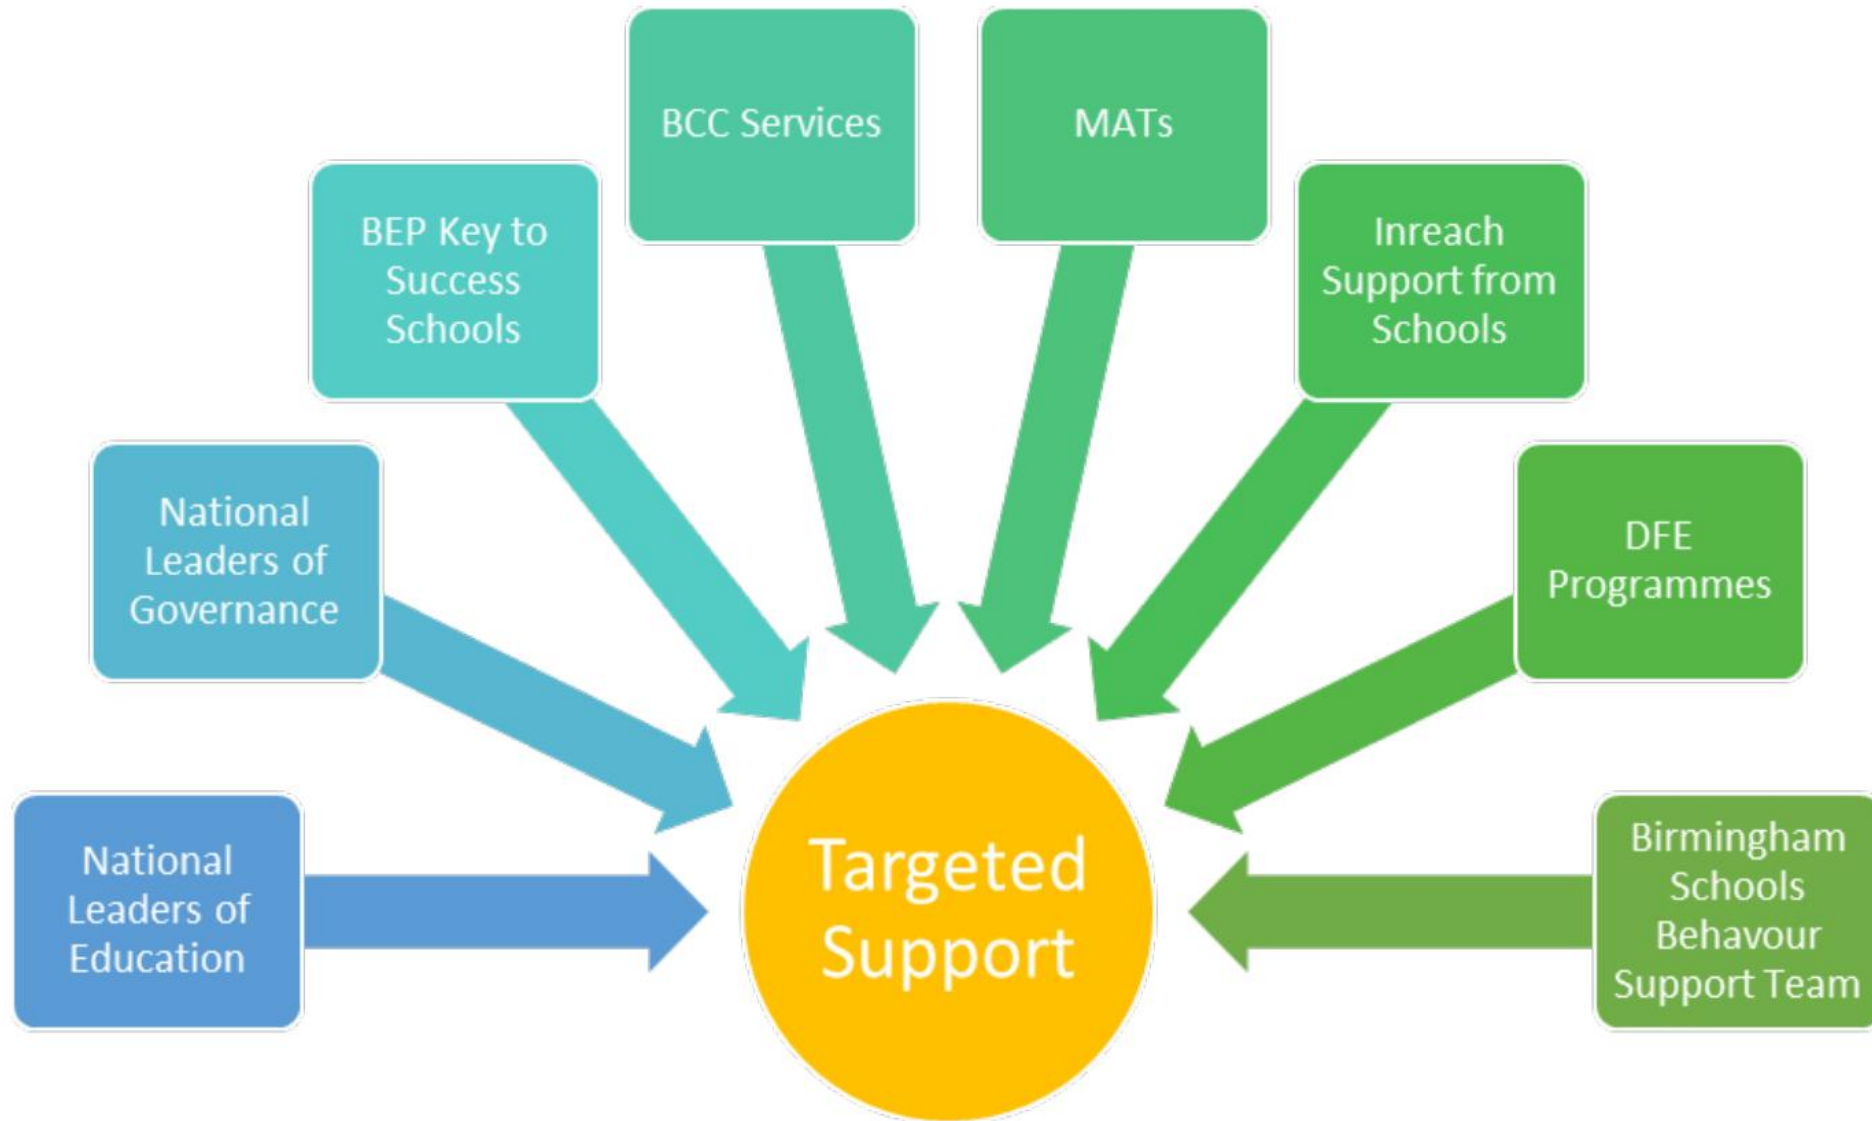 National
Leaders of
Education
National
Leaders of
Governance
BEP Key to
Success
Schools
BCC Services
MATs
Inreach
Support from
Schools
DFE
Programmes
Birmingham
Schools
Behavour
Support Team
Targeted
Support